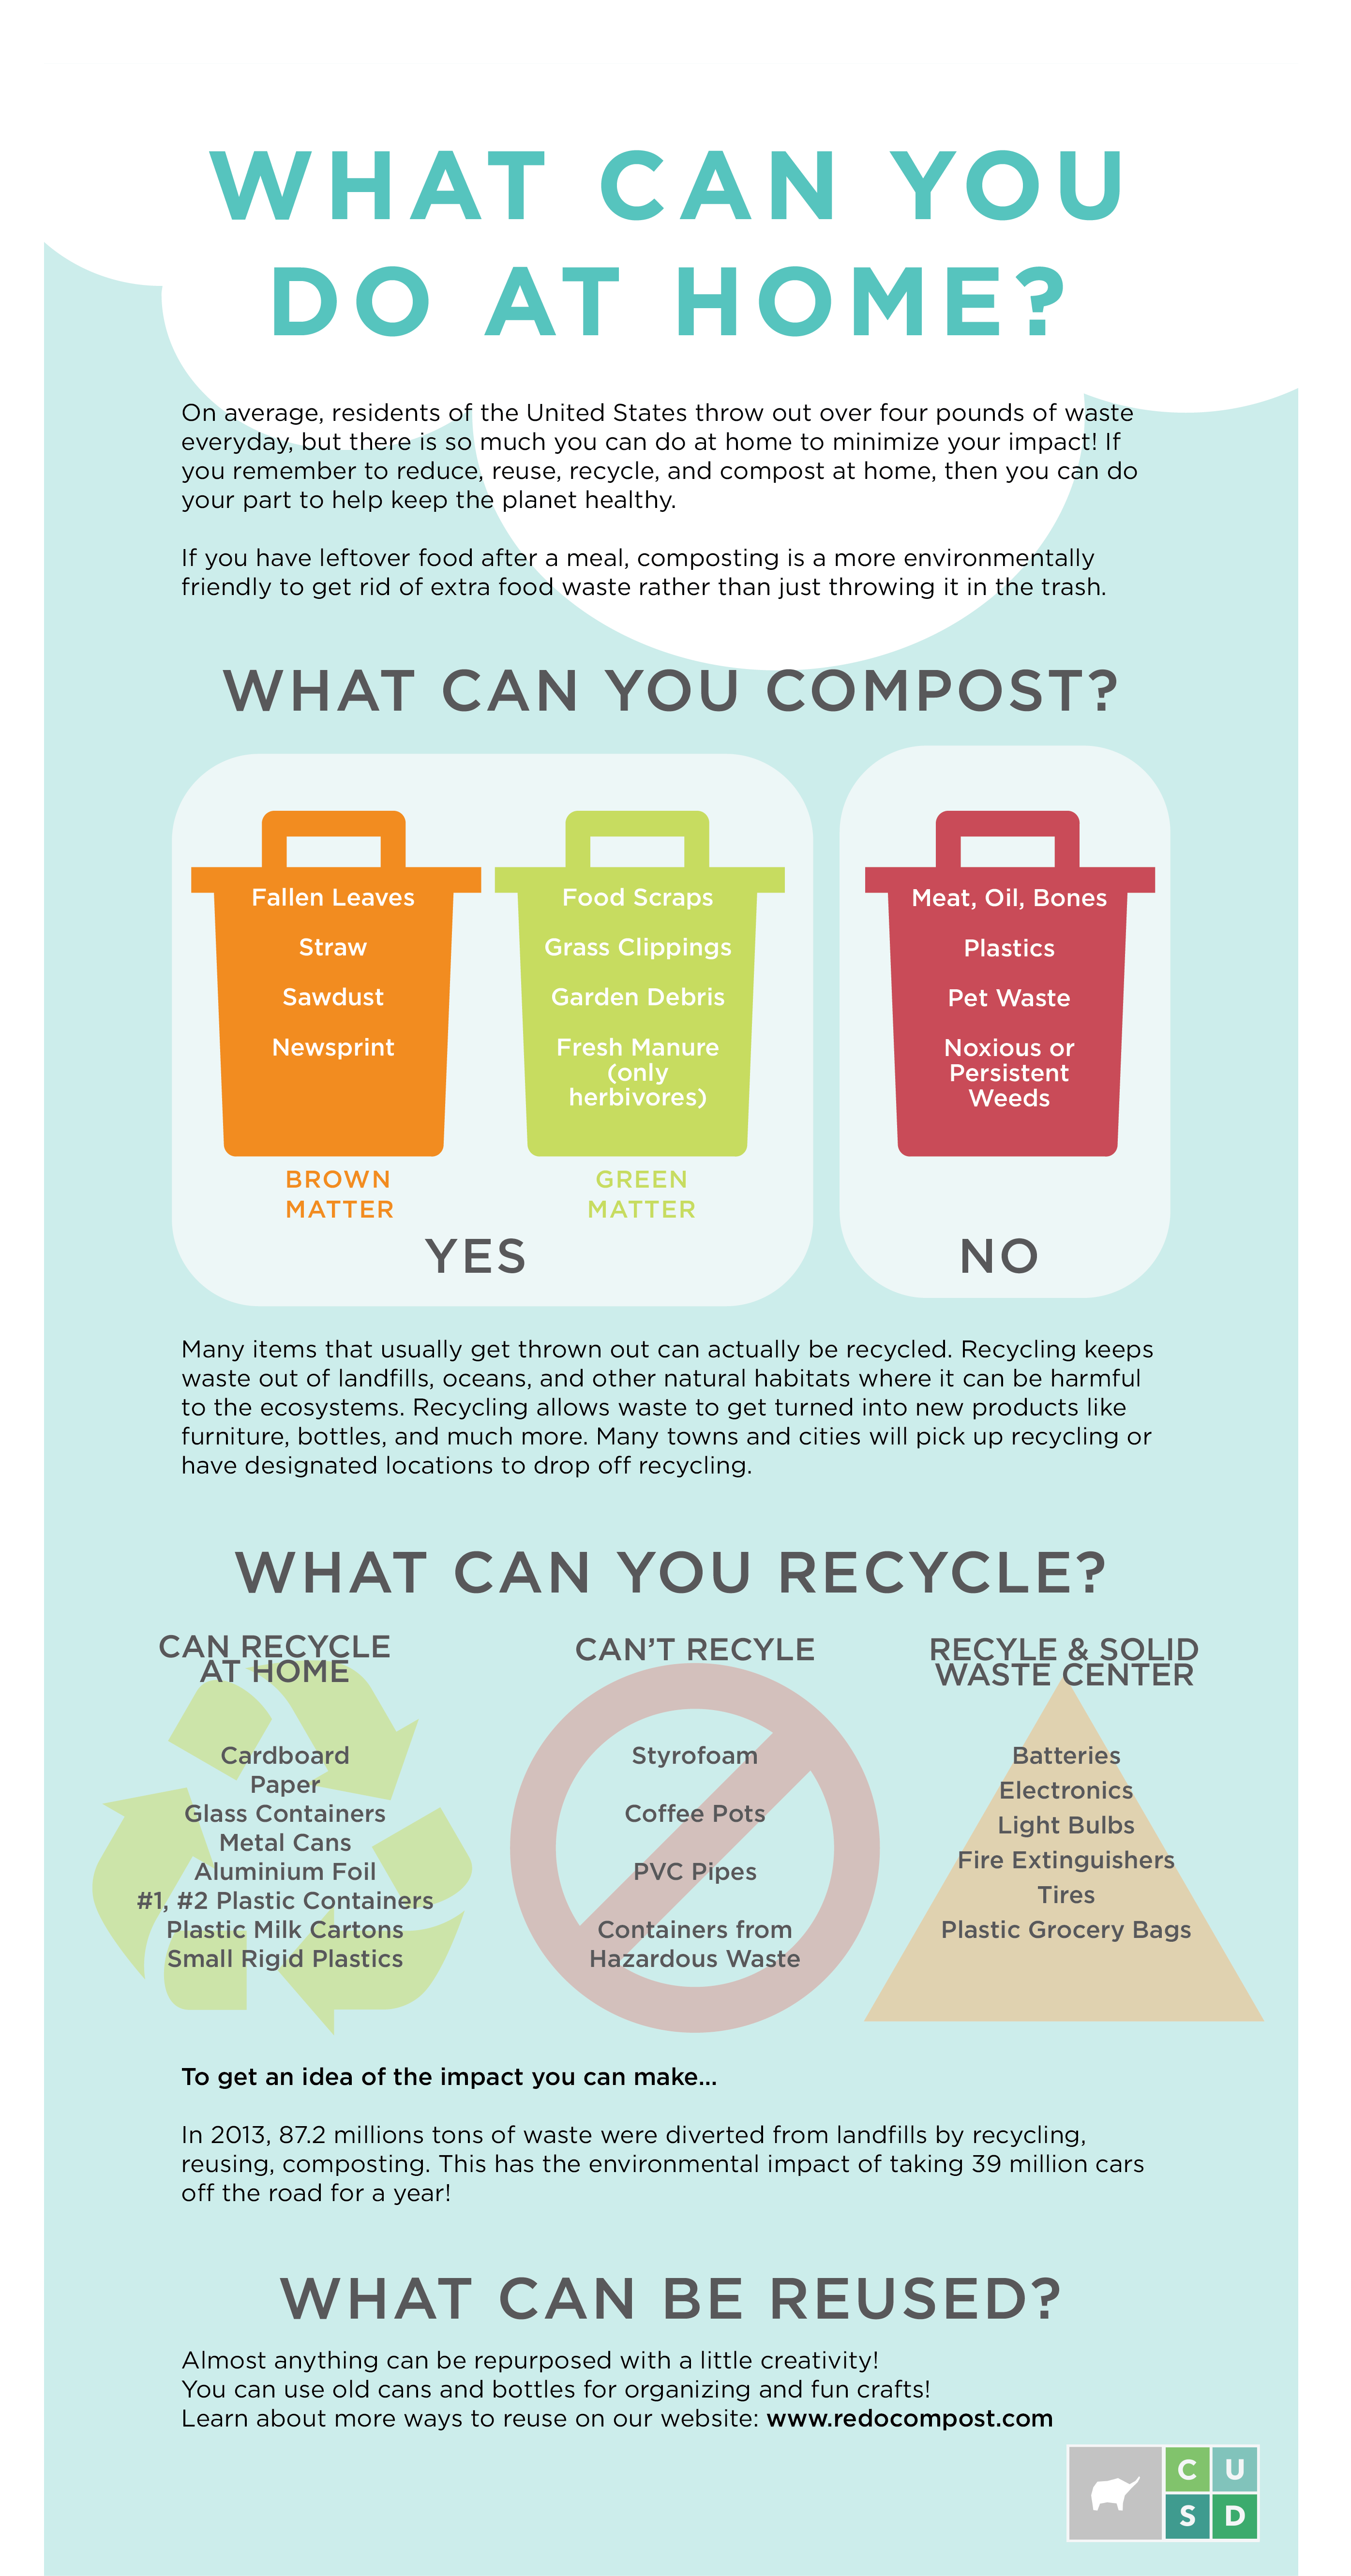 WHAT CAN YOU
DO AT HOME?
On average, residents of the United States throw out over four pounds of waste
everyday, but there is so much you can do at home to minimize your impact! If
you remember to reduce, reuse, recycle, and compost at home, then you can do
your part to help keep the planet healthy.
If you have leftover food after a meal, composting is a more environmentally
friendly to get rid of extra food waste rather than just throwing it in the trash.
WHAT CAN YOU COMPOST?
Fallen Leaves
Straw
Sawdust
Newsprint
BROWN
MATTER
Food Scraps
Grass Clippings
Garden Debris
Fresh Manure
(only
herbivores)
GREEN
MATTER
YES
Meat, Oil, Bones
Plastics
Pet Waste
Noxious or
Persistent
Weeds
NO
Many items that usually get thrown out can actually be recycled. Recycling keeps
waste out of landfills, oceans, and other natural habitats where it can be harmful
to the ecosystems. Recycling allows waste to get turned into new products like
furniture, bottles, and much more. Many towns and cities will pick up recycling or
have designated locations to drop off recycling.
WHAT CAN YOU RECYCLE?
CAN RECYCLE
AT HOME
Cardboard
Paper
Glass Containers
Metal Cans
Aluminium Foil
#1, #2 Plastic Containers
Plastic Milk Cartons
Small Rigid Plastics
CAN'T RECYLE
Styrofoam
Coffee Pots
PVC Pipes
Containers from
Hazardous Waste
RECYLE & SOLID
WASTE CENTER
Batteries
Electronics
Light Bulbs
Fire Extinguishers
Tires
Plastic Grocery Bags
To get an idea of the impact you can make...
In 2013, 87.2 millions tons of waste were diverted from landfills by recycling,
reusing, composting. This has the environmental impact of taking 39 million cars
off the road for a year!
WHAT CAN BE REUSED?
Almost anything can be repurposed with a little creativity!
You can use old cans and bottles for organizing and fun crafts!
Learn about more ways to reuse on our website: www.redocompost.com
C U
S D